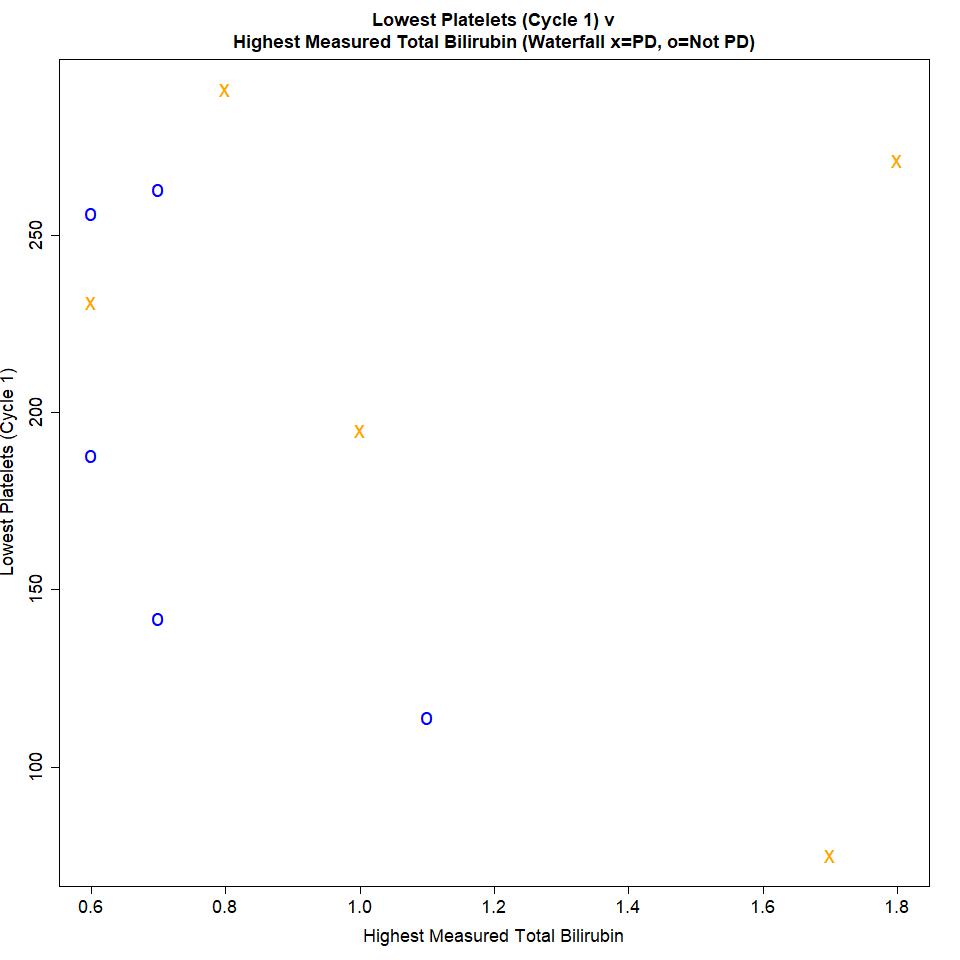 Lowest Platelets (Cycle 1) v
Highest Measured Total Bilirubin (Waterfall x=PD, o=Not PD)
Lowest Platelets (Cycle 1)
250
200
150
100
x
x
o
o
x
x
o
o
o
x
0.6 0.8 1.0 1.2 1.4 1.6 1.8
Highest Measured Total Bilirubin